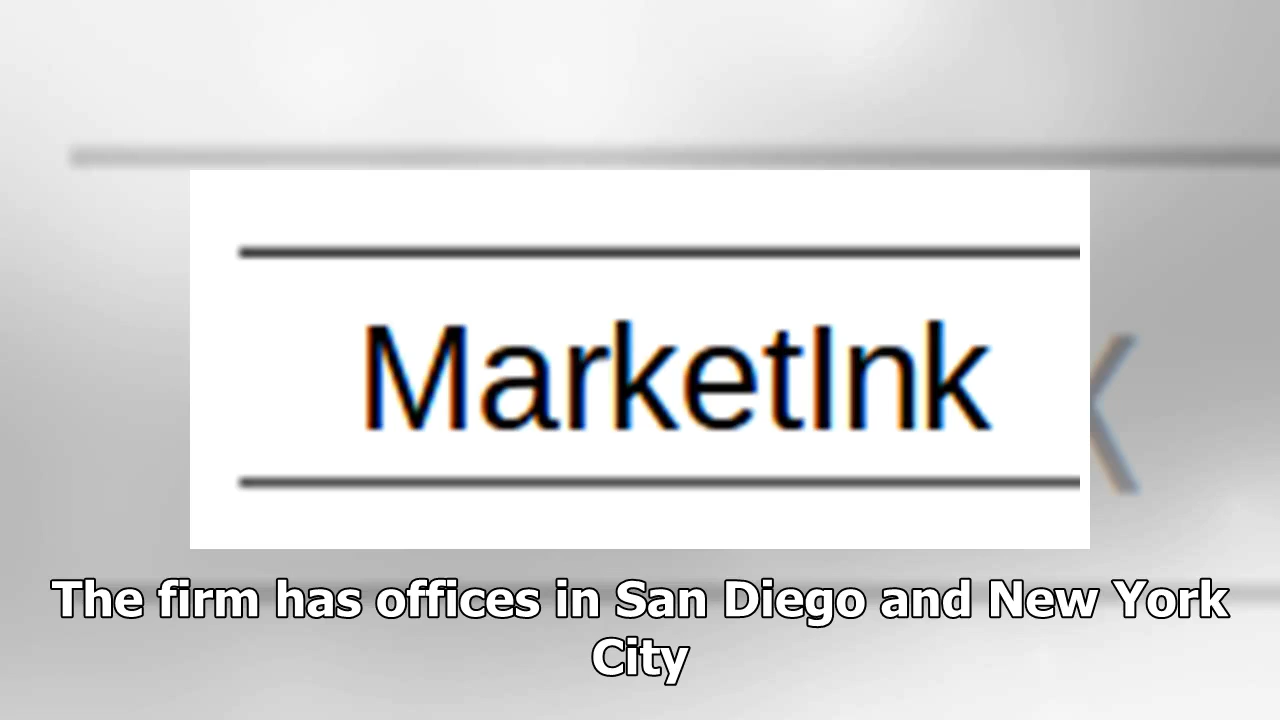 MarketInk
The firm has offices in San Diego and New York
City